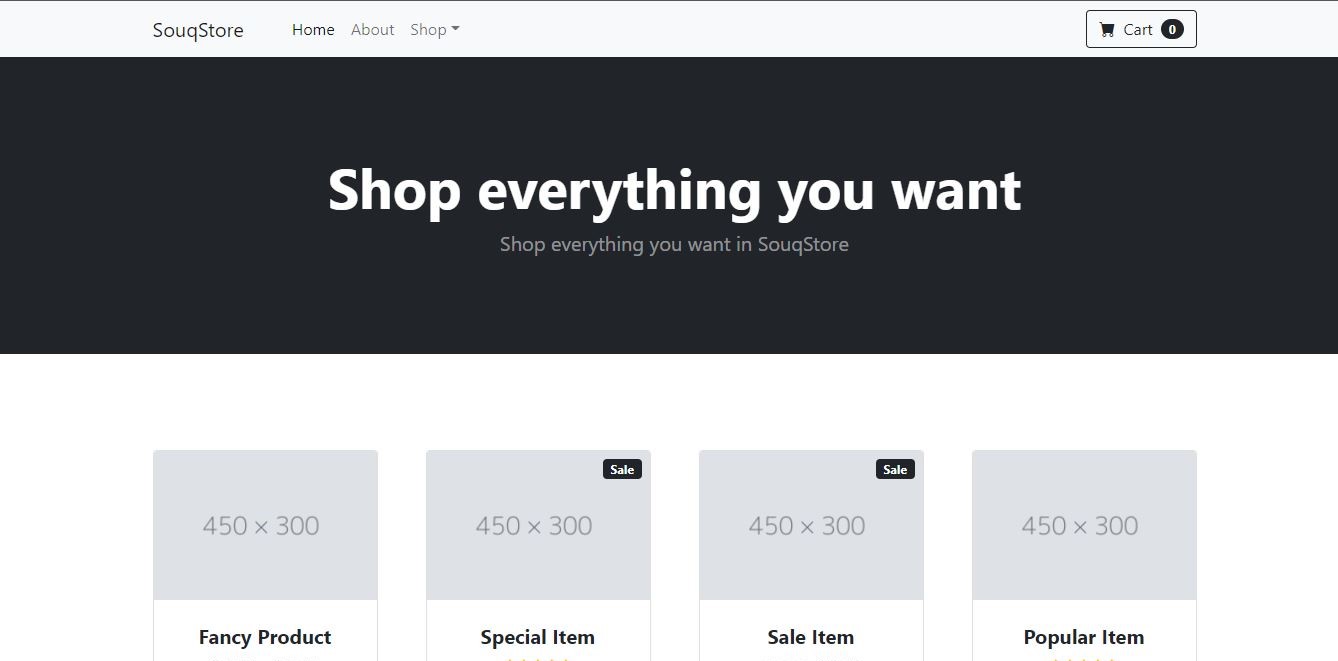 SouqStore Home About Shop Cart 0
Shop everything you want
Shop everything you want in SouqStore
Sale Sale
450 × 300 450 × 300 450 × 300 450 × 300
Fancy Product Special Item Sale Item Popular Item